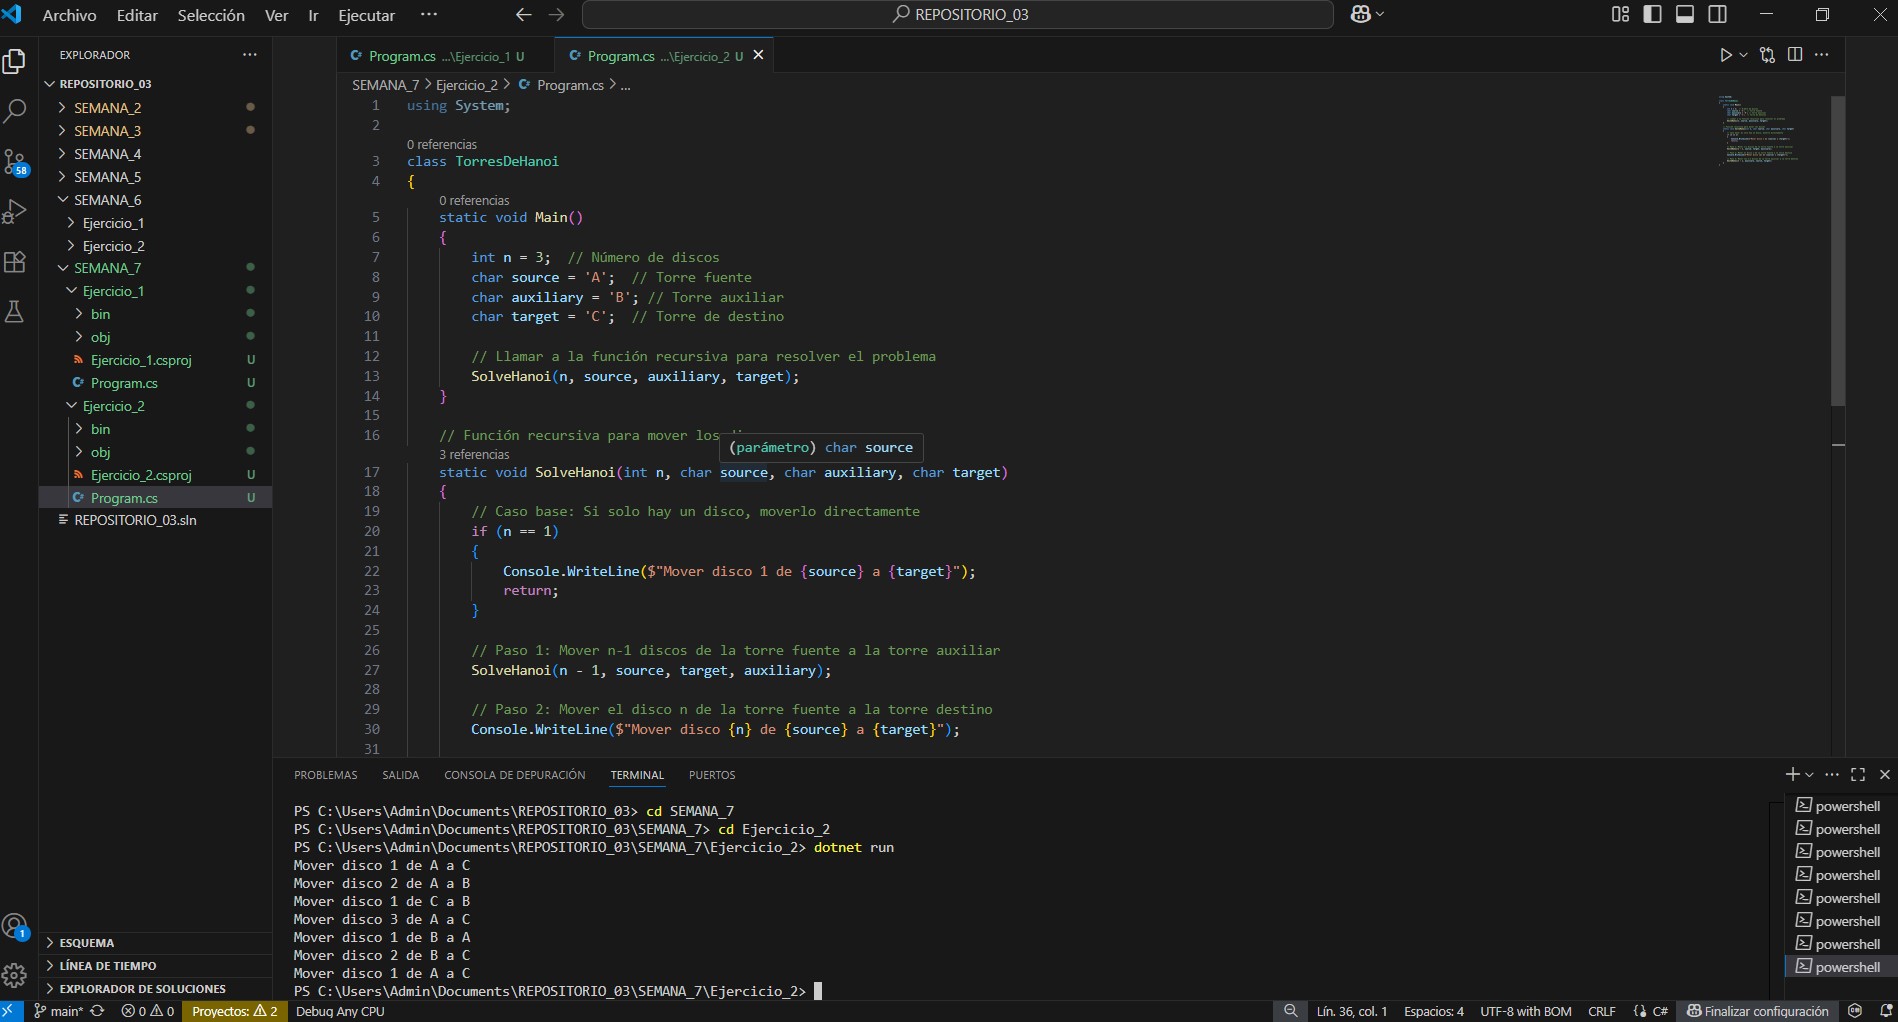 Archivo Editar Selección Ver Ir Ejecutar ···
REPOSITORIO_03
EXPLORADOR ···
REPOSITORIO_03
SEMANA_2
SEMANA_3
SEMANA_4
SEMANA_5
SEMANA_6
Ejercicio_1
Ejercicio_2
SEMANA_7
Ejercicio_1
bin
obj
Ejercicio_1.csproj U
Program.cs U
Ejercicio_2
bin
obj
Ejercicio_2.csproj U
Program.cs U
REPOSITORIO_03.sln
58
1
ESQUEMA
LÍNEA DE TIEMPO
EXPLORADOR DE SOLUCIONES
Program.cs ...\Ejercicio_1 U
Program.cs ...\Ejercicio_2 U
SEMANA_7 > Ejercicio_2 > Program.cs > ...
1 using System;
2
0 referencias
3 class TorresDeHanoi
4 {
0 referencias
5 static void Main()
6 {
7 int n = 3; // Número de discos
8 char source = 'A'; // Torre fuente
9 char auxiliary = 'B'; // Torre auxiliar
10 char target = 'C'; // Torre de destino
11
12 // Llamar a la función recursiva para resolver el problema
13 SolveHanoi(n, source, auxiliary, target);
14 }
15
16 // Función recursiva para mover los
(parámetro) char source
3 referencias
17 static void SolveHanoi(int n, char source, char auxiliary, char target)
18 {
19 // Caso base: Si solo hay un disco, moverlo directamente
20 if (n == 1)
21 {
22 Console.WriteLine($"Mover disco 1 de {source} a {target}");
23 return;
24 }
25
26 // Paso 1: Mover n-1 discos de la torre fuente a la torre auxiliar
27 SolveHanoi(n - 1, source, target, auxiliary);
28
29 // Paso 2: Mover el disco n de la torre fuente a la torre destino
30 Console.WriteLine($"Mover disco {n} de {source} a {target}");
31
PROBLEMAS SALIDA CONSOLA DE DEPURACIÓN TERMINAL PUERTOS
PS C:\Users\Admin\Documents\REPOSITORIO_03> cd SEMANA_7
PS C:\Users\Admin\Documents\REPOSITORIO_03\SEMANA_7> cd Ejercicio_2
PS C:\Users\Admin\Documents\REPOSITORIO_03\SEMANA_7\Ejercicio_2> dotnet run
Mover disco 1 de A a C
Mover disco 2 de A a B
Mover disco 1 de C a B
Mover disco 3 de A a C
Mover disco 1 de B a A
Mover disco 2 de B a C
Mover disco 1 de A a C
PS C:\Users\Admin\Documents\REPOSITORIO_03\SEMANA_7\Ejercicio_2>
powershell
powershell
powershell
powershell
powershell
powershell
powershell
powershell
main* 0 0 Proyectos: 2 Debug Any CPU Lín. 36, col. 1 Espacios: 4 UTF-8 with BOM CRLF C# Finalizar configuración